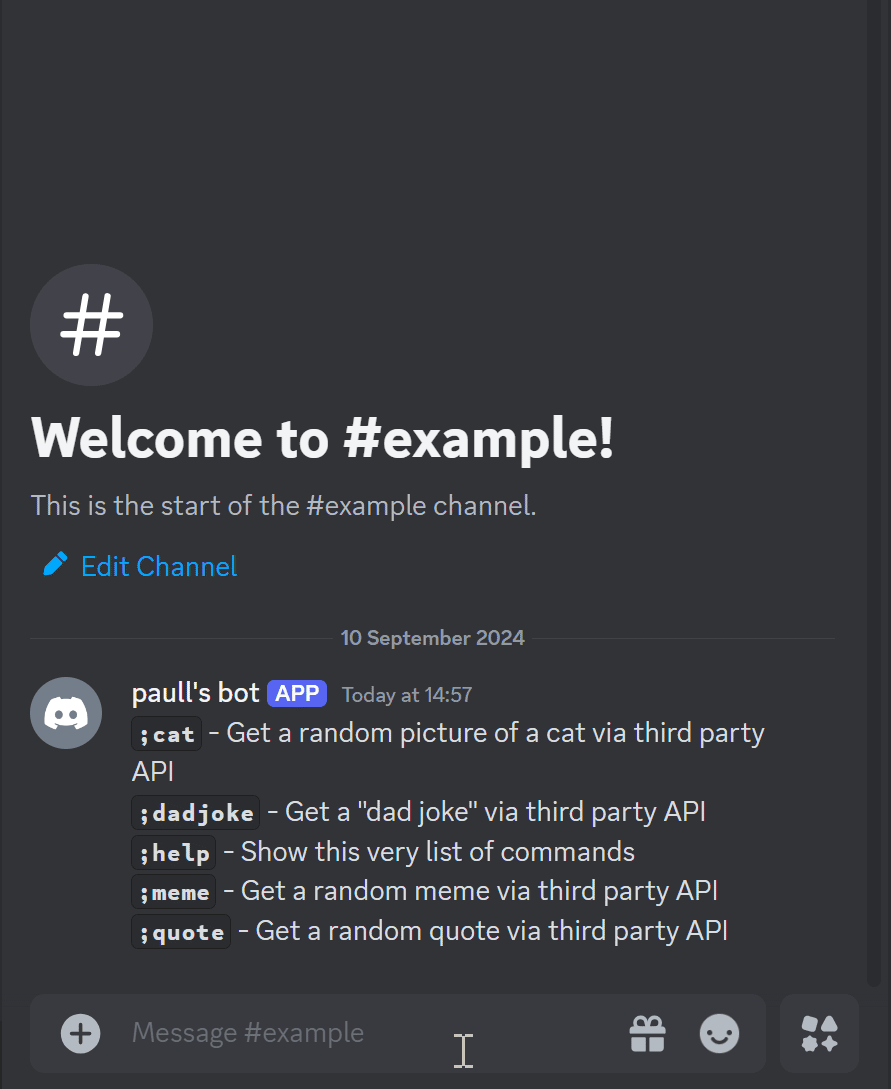 #
Welcome to #example!
This is the start of the #example channel.
Edit Channel
10 September 2024
paull's bot APP Today at 14:57
;cat - Get a random picture of a cat via third party
API
;dadjoke - Get a "dad joke" via third party API
;help - Show this very list of commands
;meme - Get a random meme via third party API
;quote - Get a random quote via third party API
Message #example